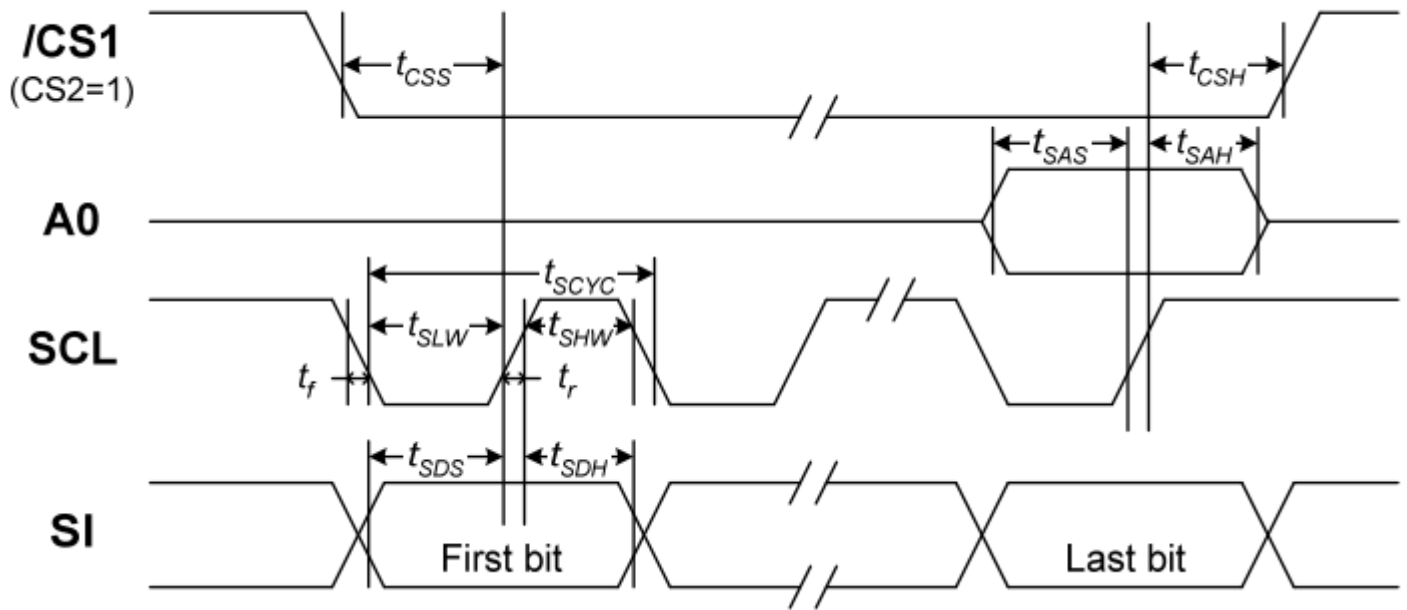 /CS1
(CS2=1)
tCSS
tCSH
tSAS
tSAH
A0
tSCYC
SCL
tSLW
tSHW
tf
tr
tSDS
tSDH
SI
First bit
Last bit